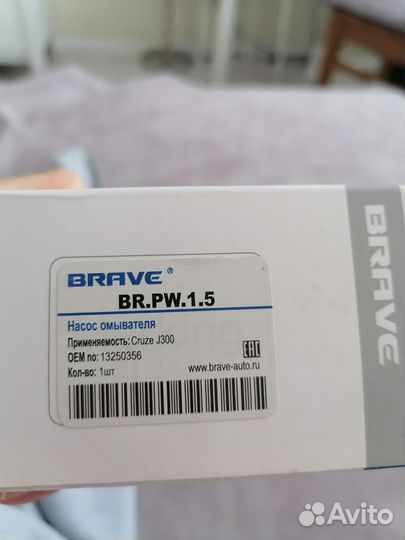 BRAVE®
BR.PW.1.5
Насос омывателя
Применяемость: Cruze J300
OEM no: 13250356
Кол-во: 1шт
www.brave-auto.ru
EAC
BRAVE
Avito